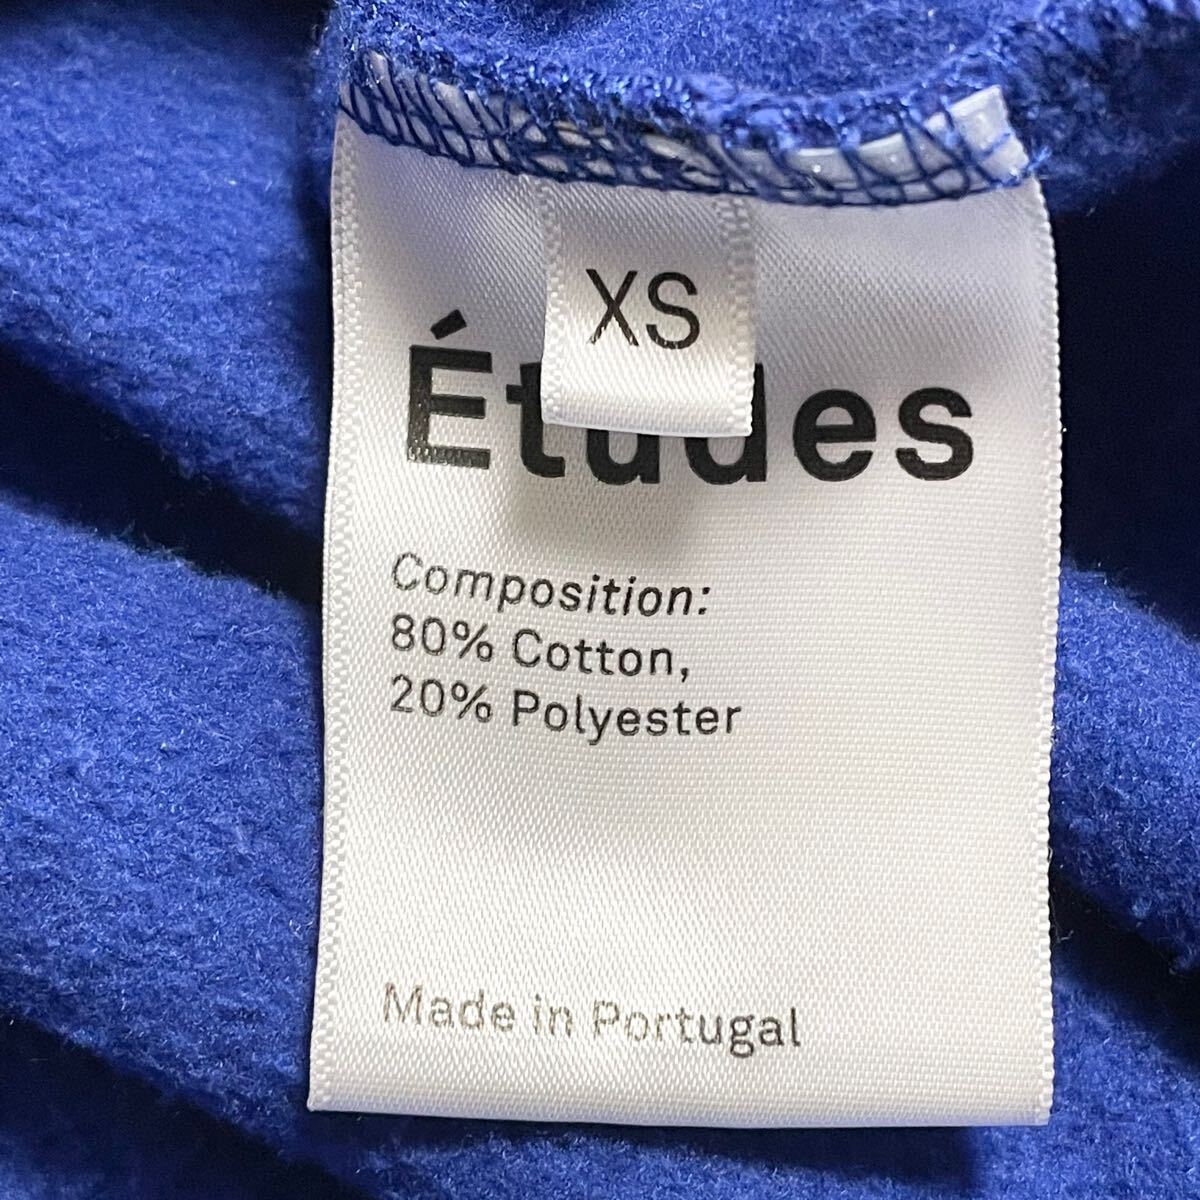 XS
Études
Composition:
80% Cotton,
20% Polyester
Made in Portugal